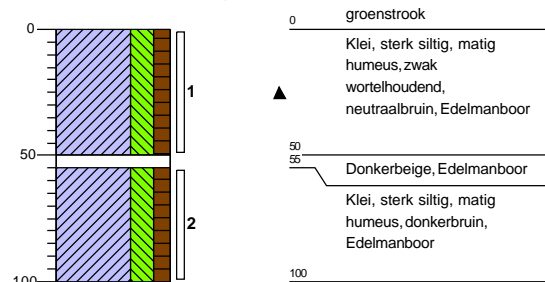 0
groenstrook
0
Klei, sterk siltig, matig
humeus, zwak
wortelhoudend,
neutraalbruin, Edelmanboor
1
50
50
55
Donkerbeige, Edelmanboor
Klei, sterk siltig, matig
humeus, donkerbruin,
Edelmanboor
2
100
100